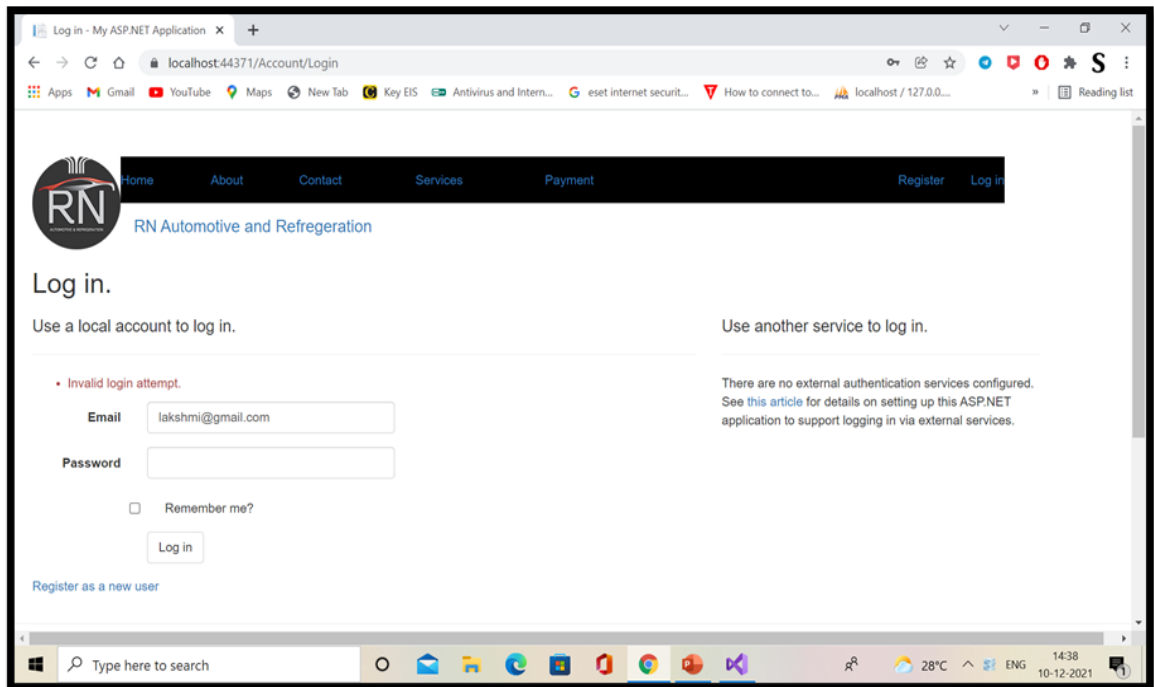 Log in - My ASP.NET Application
localhost:44371/Account/Login
S
Apps Gmail YouTube Maps New Tab Key EIS Antivirus and Intern... eset internet securit... How to connect to... localhost / 127.0.0.... » Reading list
RN
AUTOMOTIVE & REFRIGERATION
Home About Contact Services Payment Register Log in
RN Automotive and Refregeration
Log in.
Use a local account to log in. Use another service to log in.
• Invalid login attempt.
Email lakshmi@gmail.com
Password
Remember me?
Log in
Register as a new user
There are no external authentication services configured.
See this article for details on setting up this ASP.NET
application to support logging in via external services.
Type here to search
28°C ENG 14:38
10-12-2021
1